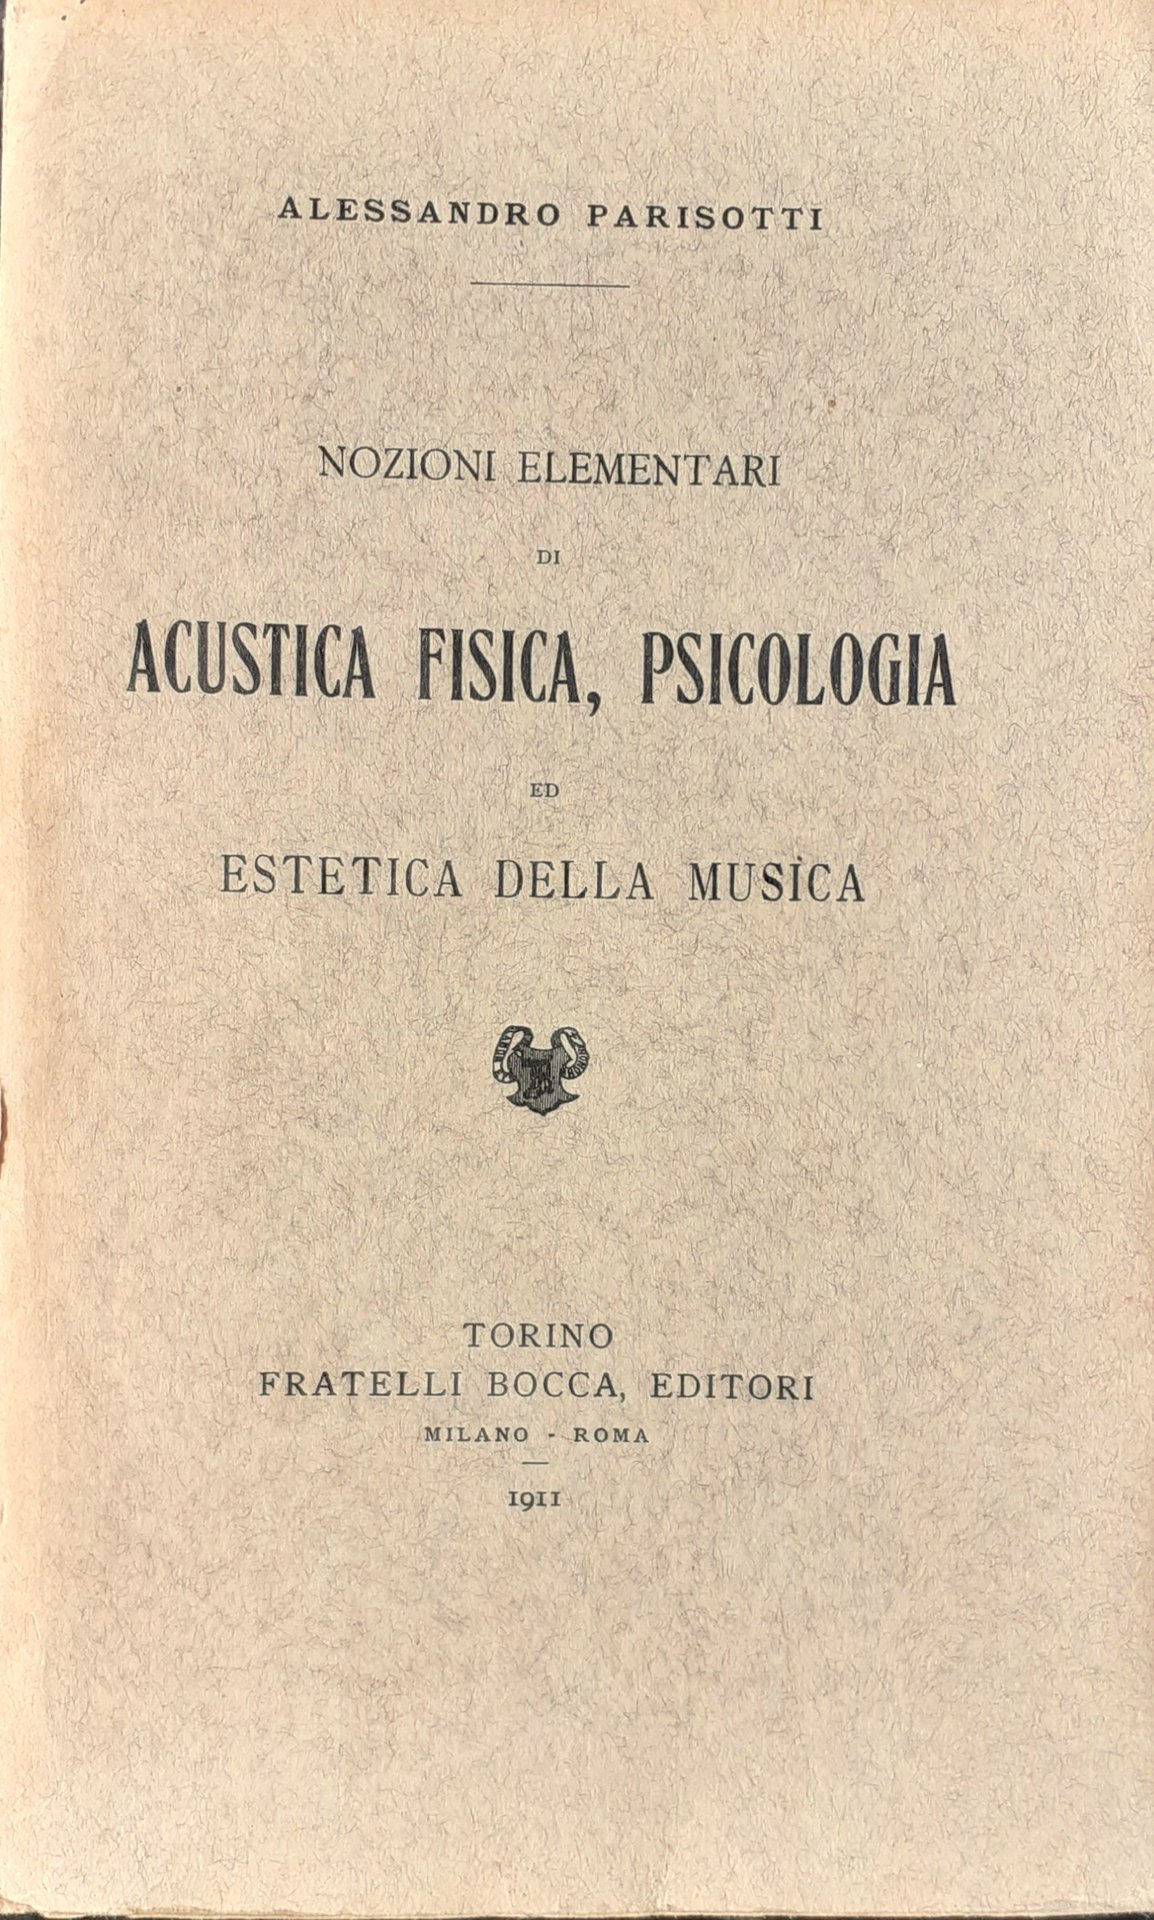 ALESSANDRO PARISOTTI
NOZIONI ELEMENTARI
DI
ACUSTICA FISICA, PSICOLOGIA
ED
ESTETICA DELLA MUSICA
TORINO
FRATELLI BOCCA, EDITORI
MILANO - ROMA
1911